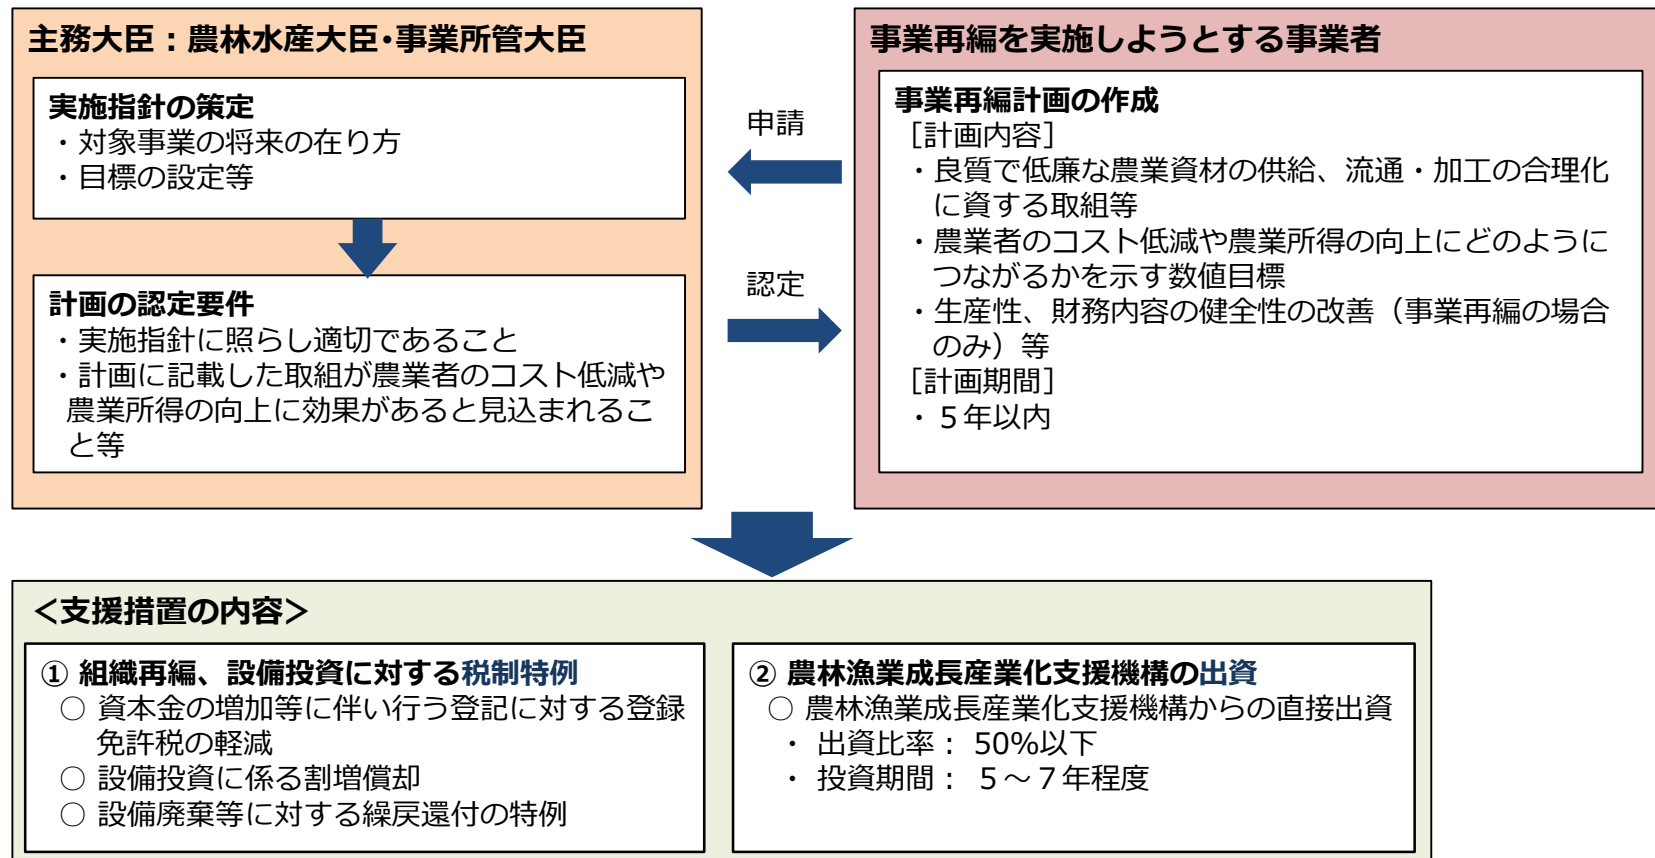 主務大臣：農林水産大臣・事業所管大臣
実施指針の策定
・対象事業の将来の在り方
・目標の設定等
計画の認定要件
・実施指針に照らし適切であること
・計画に記載した取組が農業者のコスト低減や
農業所得の向上に効果があると見込まれるこ
と等
申請
認定
事業再編を実施しようとする事業者
事業再編計画の作成
［計画内容］
・良質で低廉な農業資材の供給、流通・加工の合理化
に資する取組等
・農業者のコスト低減や農業所得の向上にどのように
つながるかを示す数値目標
・生産性、財務内容の健全性の改善（事業再編の場合
のみ）等
［計画期間］
・５年以内
＜支援措置の内容＞
① 組織再編、設備投資に対する税制特例
○ 資本金の増加等に伴い行う登記に対する登録
免許税の軽減
○ 設備投資に係る割増償却
○ 設備廃棄等に対する繰戻還付の特例
② 農林漁業成長産業化支援機構の出資
○ 農林漁業成長産業化支援機構からの直接出資
・ 出資比率： 50%以下
・ 投資期間： ５～７年程度